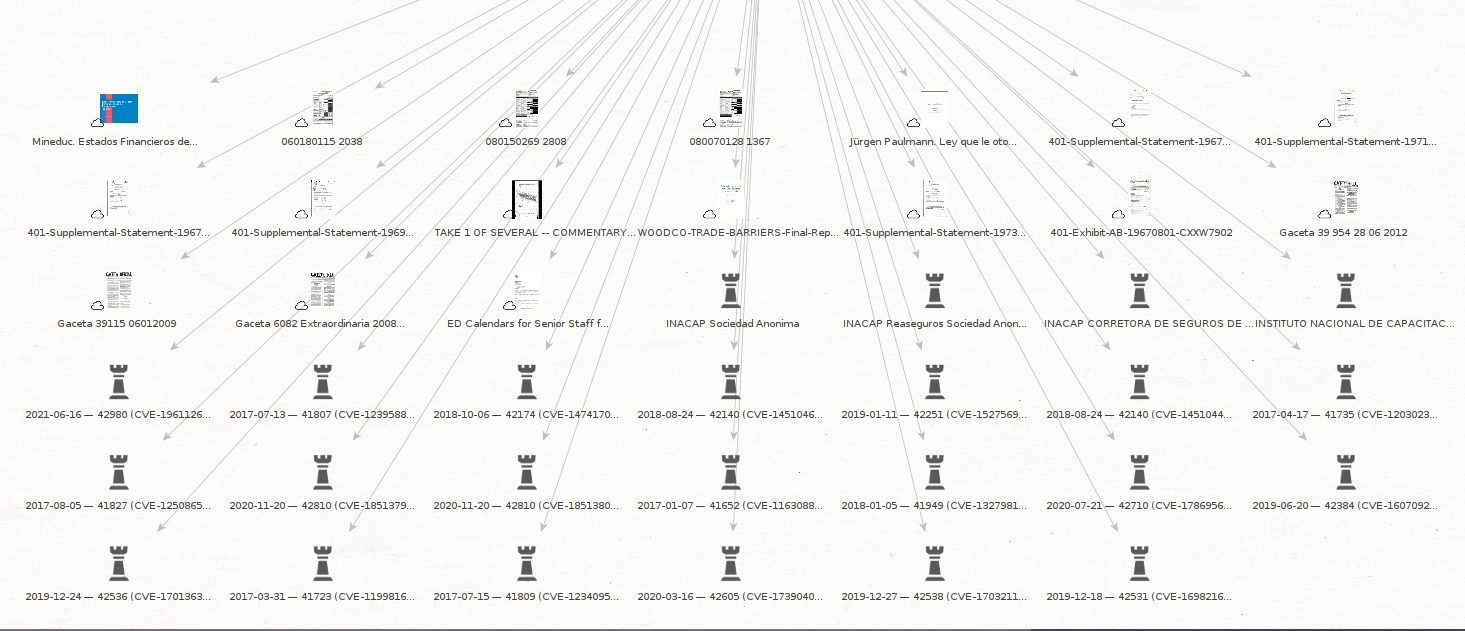 Mineduc. Estados Financieros de...
060180115 2038
080150269 2808
080070128 1367
Jürgen Paulmann. Ley que le oto...
401-Supplemental-Statement-1967...
401-Supplemental-Statement-1971...
401-Supplemental-Statement-1967...
401-Supplemental-Statement-1969...
TAKE 1 OF SEVERAL -- COMMENTARY...
WOODCO-TRADE-BARRIERS-Final-Rep...
401-Supplemental-Statement-1973...
401-Exhibit-AB-19670801-CXXW7902
Gaceta 39 954 28 06 2012
Gaceta 39115 06012009
Gaceta 6082 Extraordinaria 2008...
ED Calendars for Senior Staff f...
INACAP Sociedad Anonima
INACAP Reaseguros Sociedad Anon...
INACAP CORRETORA DE SEGUROS DE ...
INSTITUTO NACIONAL DE CAPACITAC...
2021-06-16 — 42980 (CVE-1961126...
2017-07-13 — 41807 (CVE-1239588...
2018-10-06 — 42174 (CVE-1474170...
2018-08-24 — 42140 (CVE-1451046...
2019-01-11 — 42251 (CVE-1527569...
2018-08-24 — 42140 (CVE-1451044...
2017-04-17 — 41735 (CVE-1203023...
2017-08-05 — 41827 (CVE-1250865...
2020-11-20 — 42810 (CVE-1851379...
2020-11-20 — 42810 (CVE-1851380...
2017-01-07 — 41652 (CVE-1163088...
2018-01-05 — 41949 (CVE-1327981...
2020-07-21 — 42710 (CVE-1786956...
2019-06-20 — 42384 (CVE-1607092...
2019-12-24 — 42536 (CVE-1701363...
2017-03-31 — 41723 (CVE-1199816...
2017-07-15 — 41809 (CVE-1234095...
2020-03-16 — 42605 (CVE-1739040...
2019-12-27 — 42538 (CVE-1703211...
2019-12-18 — 42531 (CVE-1698216...